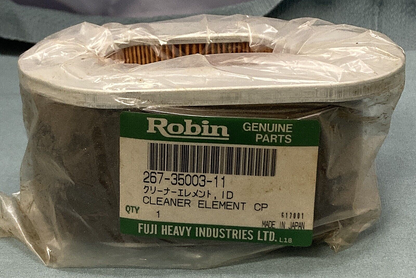 Robin GENUINE PARTS
267-35003-11
クリーナーエレメント, ID
CLEANER ELEMENT CP
QTY 1
MADE IN JAPAN
FUJI HEAVY INDUSTRIES LTD. L18